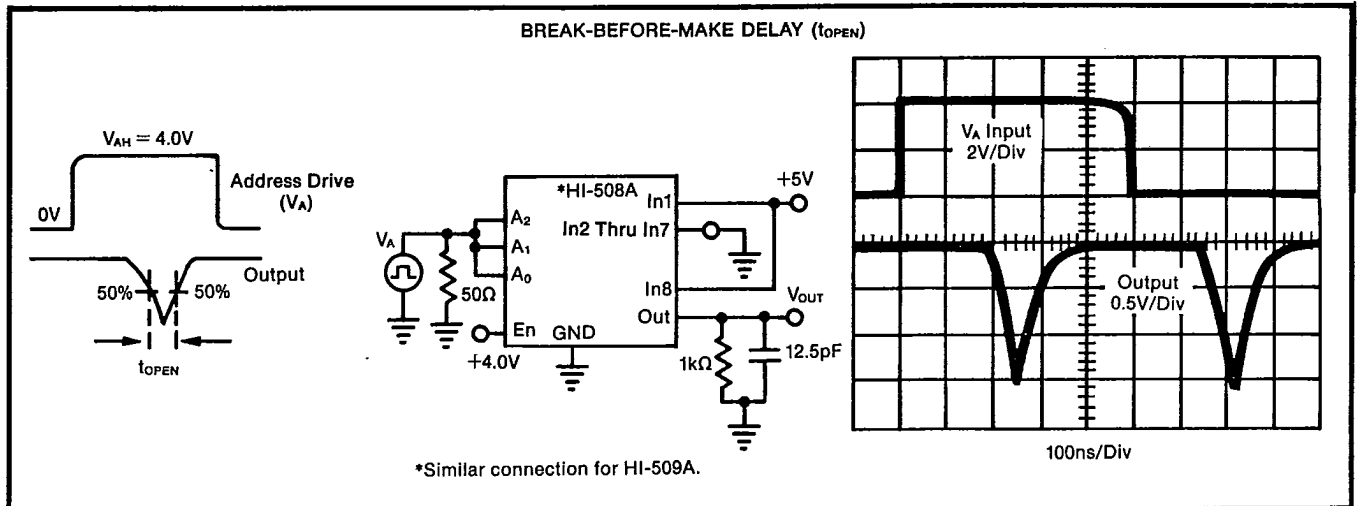 BREAK-BEFORE-MAKE DELAY (tOPEN)
VAH = 4.0V
0V
Address Drive
(VA)
Output
50%
50%
tOPEN
*HI-508A
VA
50Ω
A2
A1
A0
En
+4.0V
GND
In1
In2 Thru In7
In8
Out
+5V
VOUT
1kΩ
12.5pF
*Similar connection for HI-509A.
VA Input
2V/Div
Output
0.5V/Div
100ns/Div